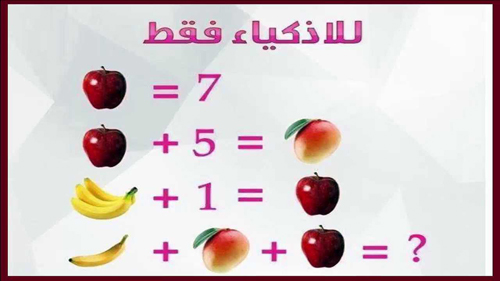 للاذكياء فقط
= 7
+ 5 =
+ 1 =
+ + = ?